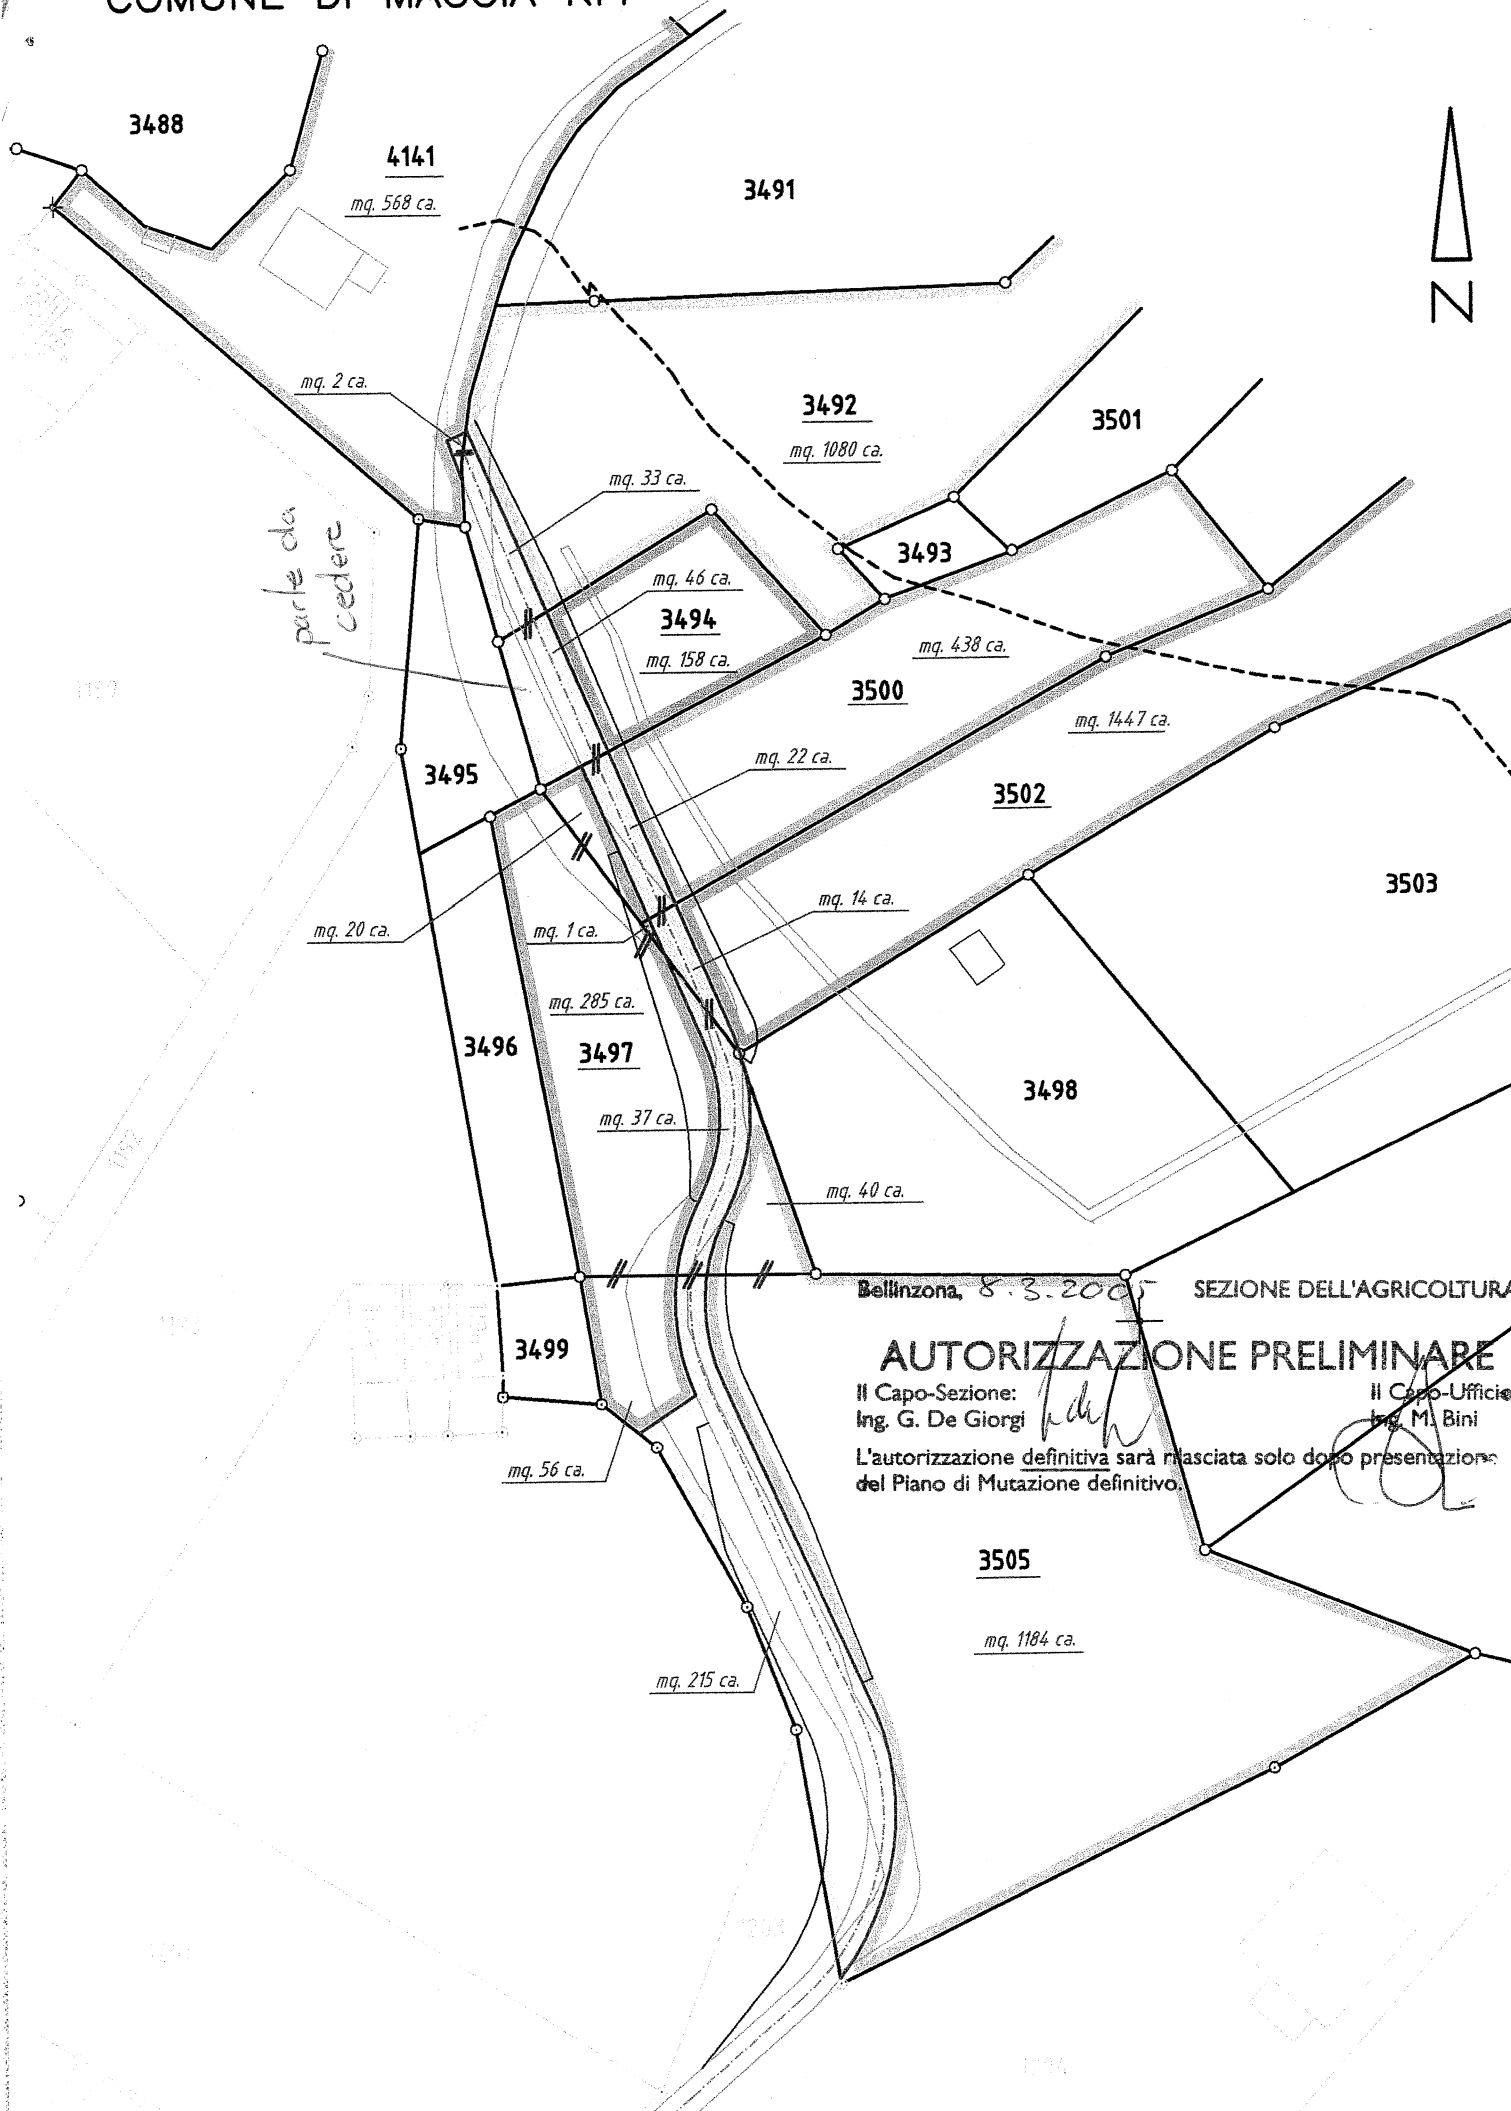 3488
4141
mq. 568 ca.
3491
N
mq. 2 ca.
3492
mq. 1080 ca.
3501
mq. 33 ca.
parte da
cedere
3493
mq. 46 ca.
3494
mq. 158 ca.
mq. 438 ca.
3500
mq. 1447 ca.
3495
mq. 22 ca.
3502
3503
mq. 14 ca.
mq. 20 ca.
mq. 1 ca.
mq. 285 ca.
3496
3497
3498
mq. 37 ca.
1192
mq. 40 ca.
Bellinzona, 8.3.2005 SEZIONE DELL'AGRICOLTURA
AUTORIZZAZIONE PRELIMINARE
Il Capo-Sezione: Il Capo-Ufficio
Ing. G. De Giorgi Ing. M. Bini
L'autorizzazione definitiva sarà rilasciata solo dopo presentazione
del Piano di Mutazione definitivo.
3499
mq. 56 ca.
3505
mq. 1184 ca.
mq. 215 ca.